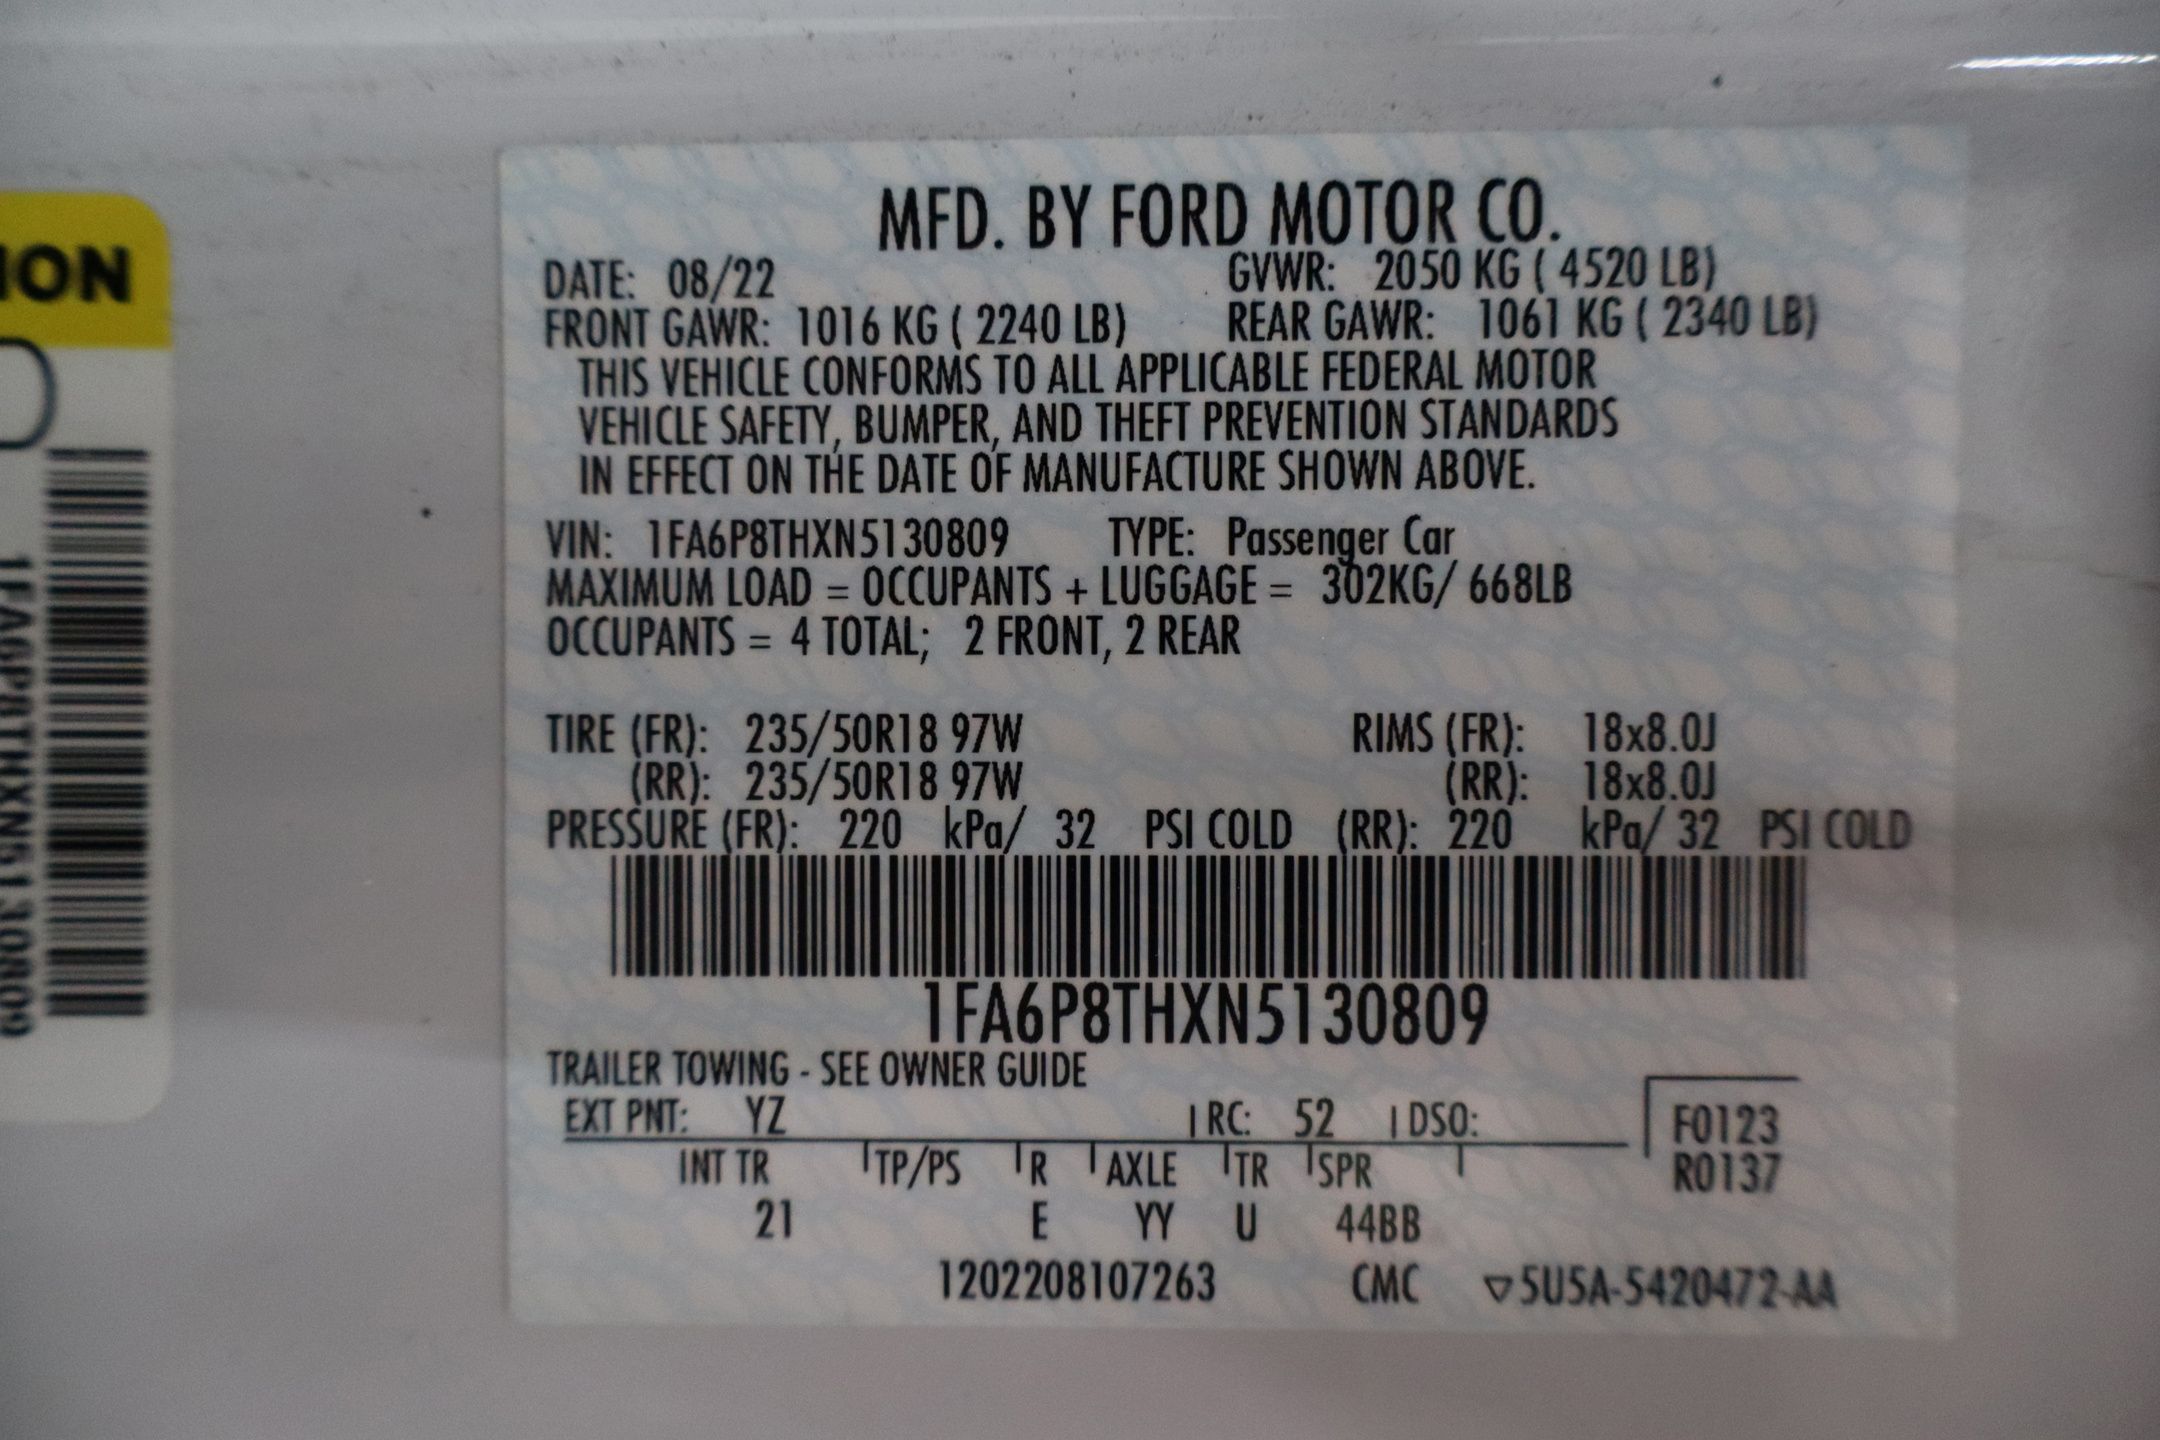 ION
1FA6P8THXN5130809
MFD. BY FORD MOTOR CO.
DATE: 08/22 GVWR: 2050 KG ( 4520 LB)
FRONT GAWR: 1016 KG ( 2240 LB) REAR GAWR: 1061 KG ( 2340 LB)
THIS VEHICLE CONFORMS TO ALL APPLICABLE FEDERAL MOTOR
VEHICLE SAFETY, BUMPER, AND THEFT PREVENTION STANDARDS
IN EFFECT ON THE DATE OF MANUFACTURE SHOWN ABOVE.
VIN: 1FA6P8THXN5130809 TYPE: Passenger Car
MAXIMUM LOAD = OCCUPANTS + LUGGAGE = 302KG/ 668LB
OCCUPANTS = 4 TOTAL; 2 FRONT, 2 REAR
TIRE (FR): 235/50R18 97W RIMS (FR): 18x8.0J
(RR): 235/50R18 97W (RR): 18x8.0J
PRESSURE (FR): 220 kPa/ 32 PSI COLD (RR): 220 kPa/ 32 PSI COLD
1FA6P8THXN5130809
TRAILER TOWING - SEE OWNER GUIDE
EXT PNT: YZ RC: 52 DSO: F0123
INT TR TP/PS R AXLE TR SPR R0137
21 E YY U 44BB
1202208107263 CMC ▽5U5A-5420472-AA